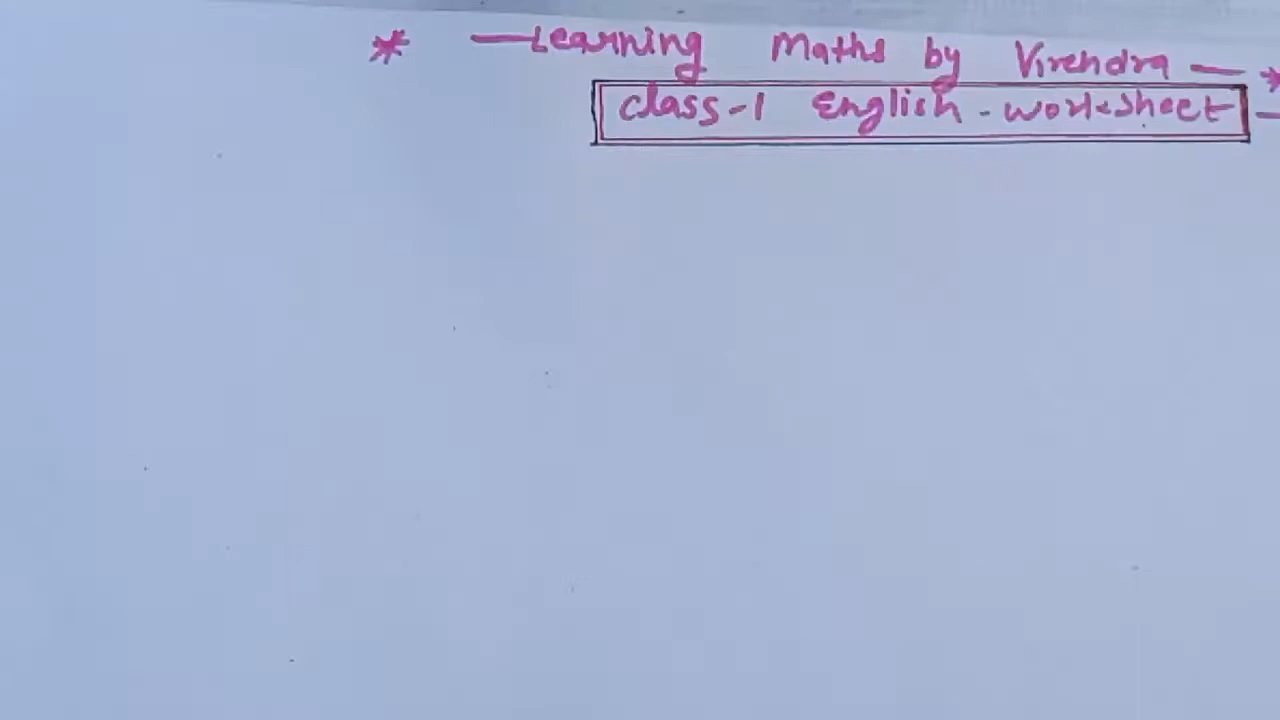 * —Learning Maths by Virendra — *
Class-1 English - worksheet —